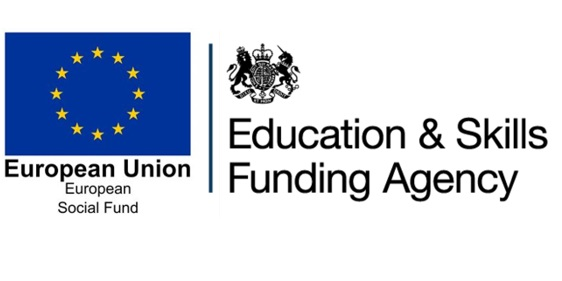 European Union
European
Social Fund
Education & Skills
Funding Agency